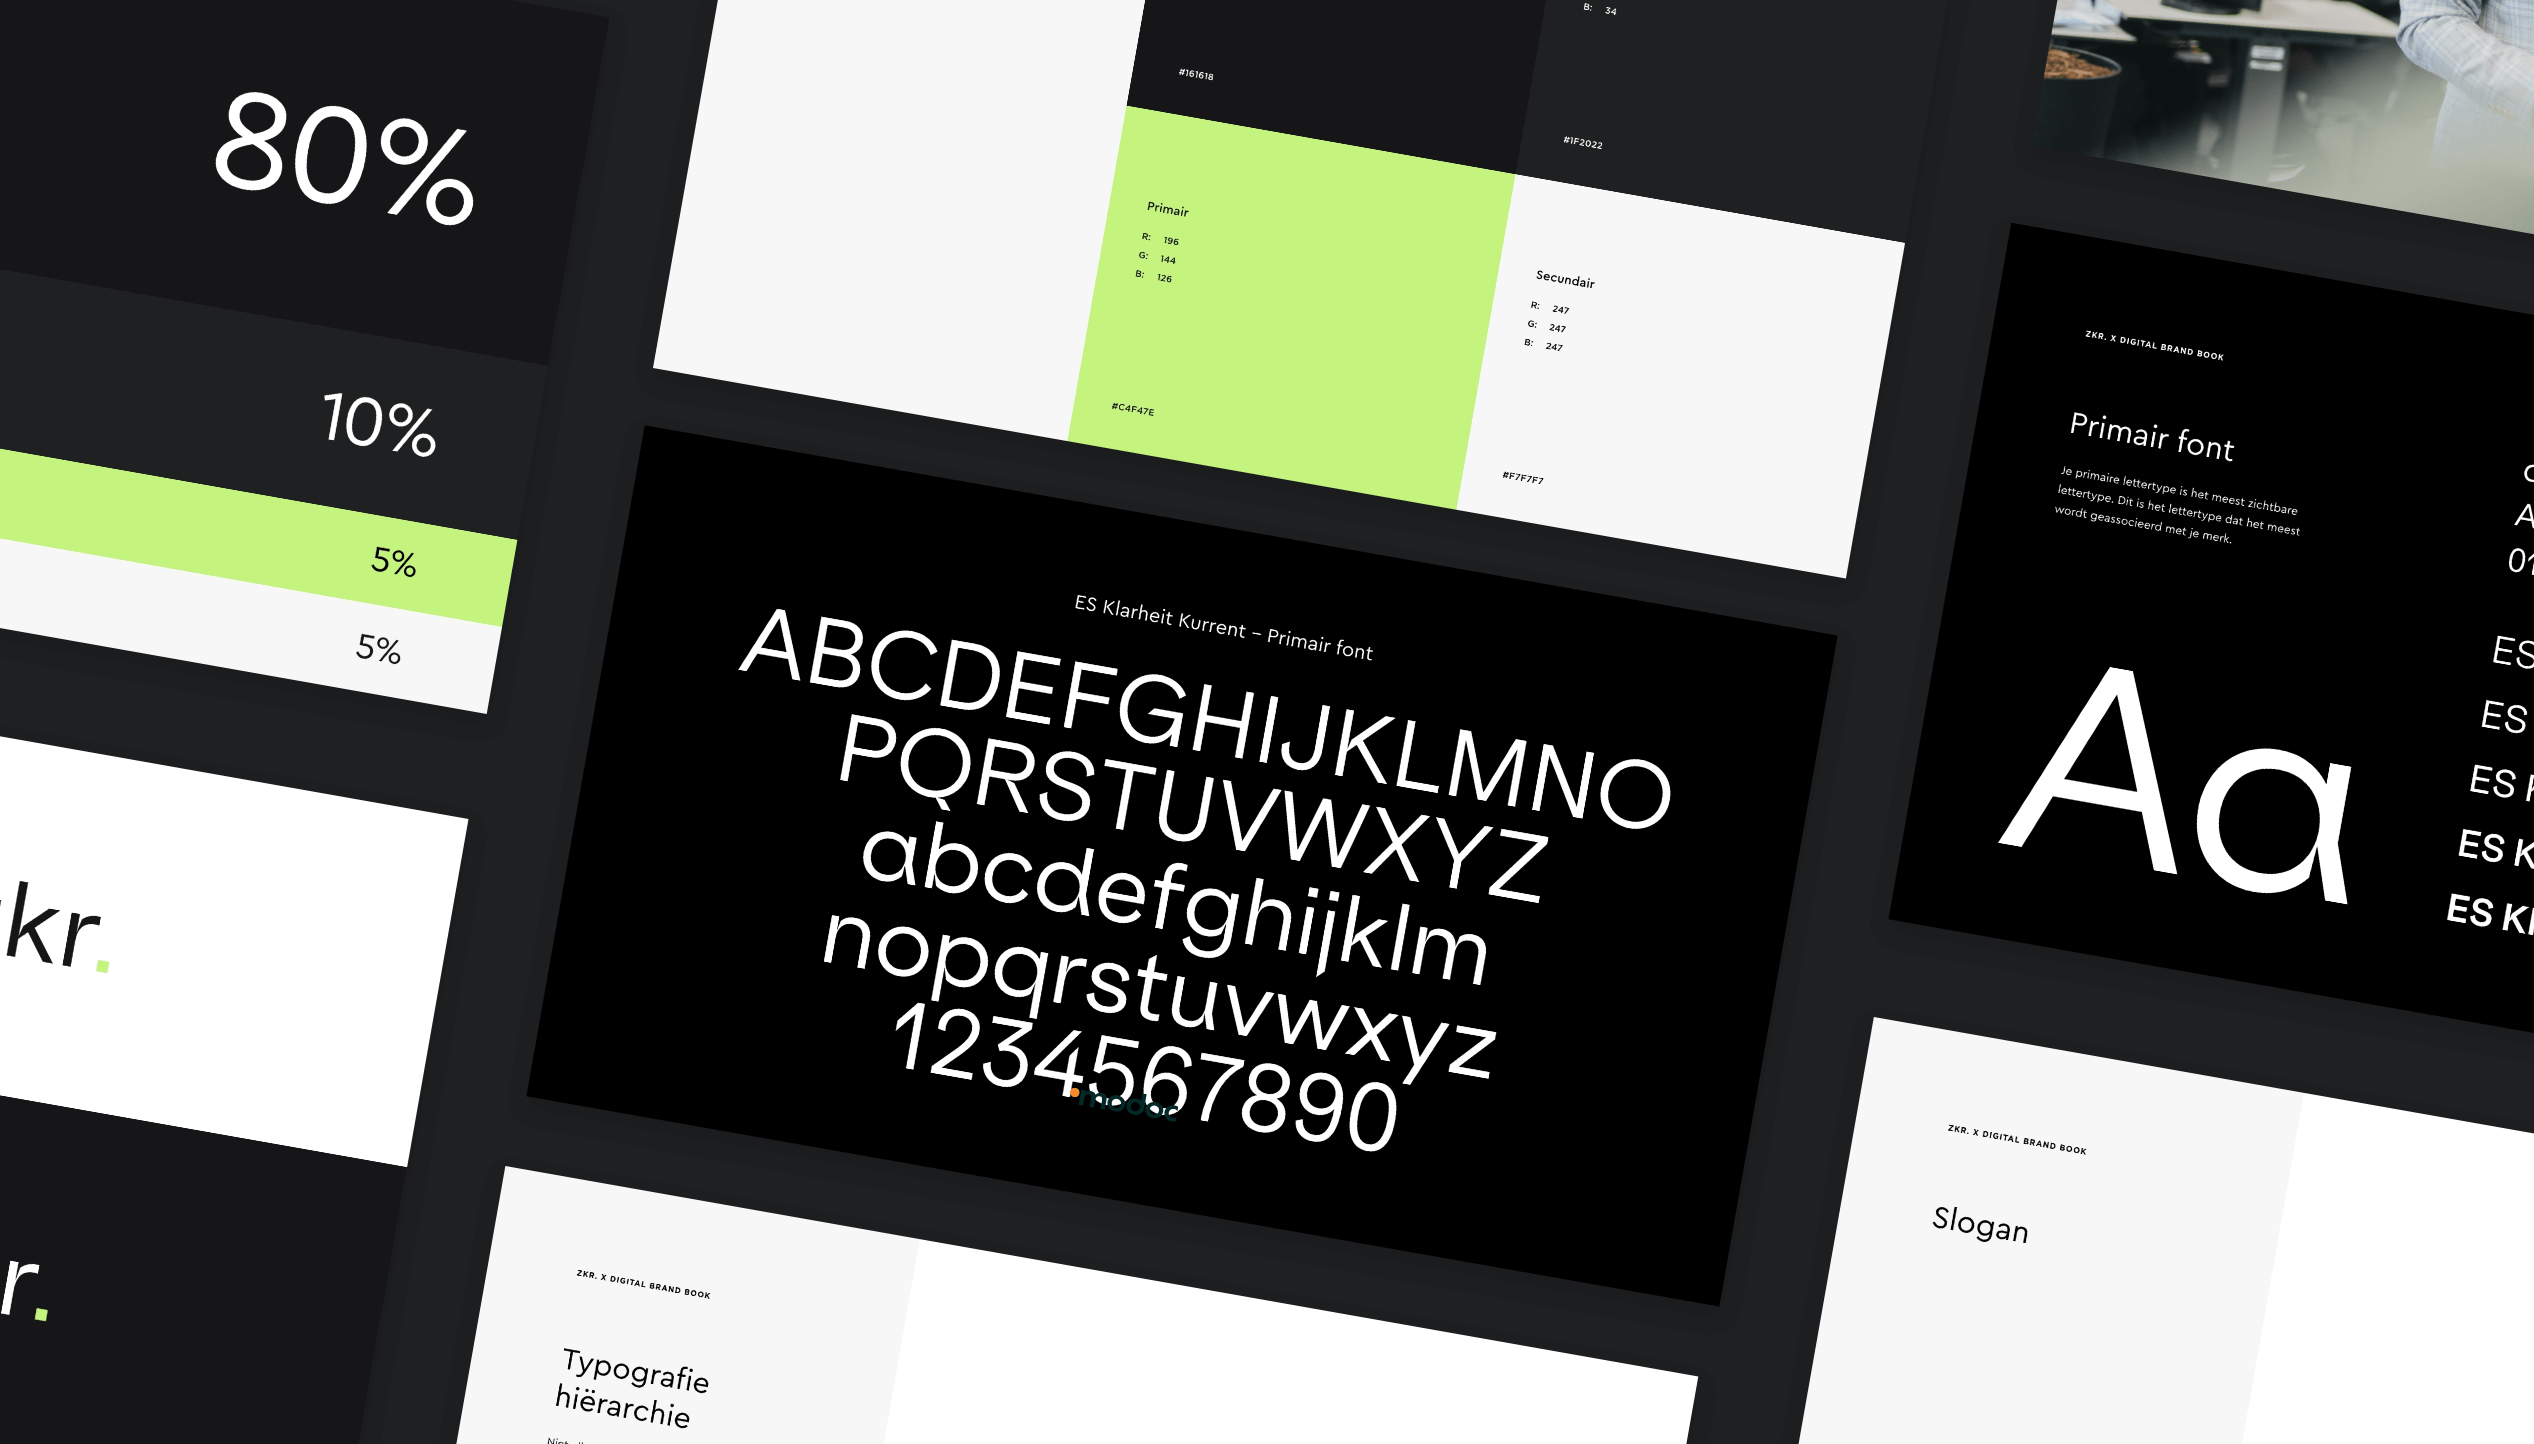 80%
10%
5%
5%
kr.
r.
#161618
B: 34
#1F2022
Primair
R: 196
G: 144
B: 126
#C4F47E
Secundair
R: 247
G: 247
B: 247
#F7F7F7
ES Klarheit Kurrent – Primair font
ABCDEFGHIJKLMNO
PQRSTUVWXYZ
abcdefghijklm
nopqrstuvwxyz
1234567890
modoc
ZKR. X DIGITAL BRAND BOOK
Typografie
hiërarchie
ZKR. X DIGITAL BRAND BOOK
Primair font
Je primaire lettertype is het meest zichtbare
lettertype. Dit is het lettertype dat het meest
wordt geassocieerd met je merk.
Aa
A
01
ES
ES
ES K
ES K
ES Kl
ZKR. X DIGITAL BRAND BOOK
Slogan